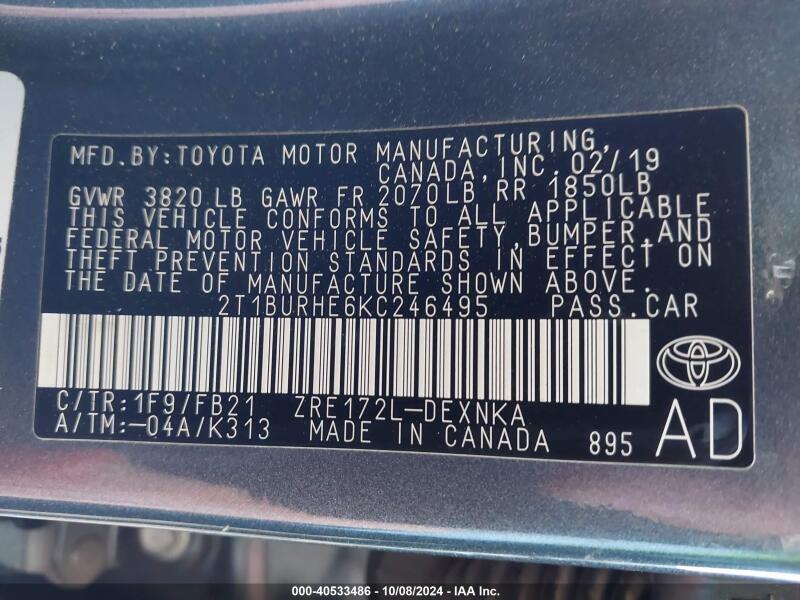 MFD.BY:TOYOTA MOTOR MANUFACTURING,
CANADA,INC. 02/19
GVWR 3820 LB GAWR FR 2070LB RR 1850LB
THIS VEHICLE CONFORMS TO ALL APPLICABLE
FEDERAL MOTOR VEHICLE SAFETY,BUMPER,AND
THEFT PREVENTION STANDARDS IN EFFECT ON
THE DATE OF MANUFACTURE SHOWN ABOVE.
2T1BURHE6KC246495 PASS.CAR
C/TR:1F9/FB21 ZRE172L-DEXNKA
A/TM:-04A/K313 MADE IN CANADA 895 AD
000-40533486 - 10/08/2024 - IAA Inc.